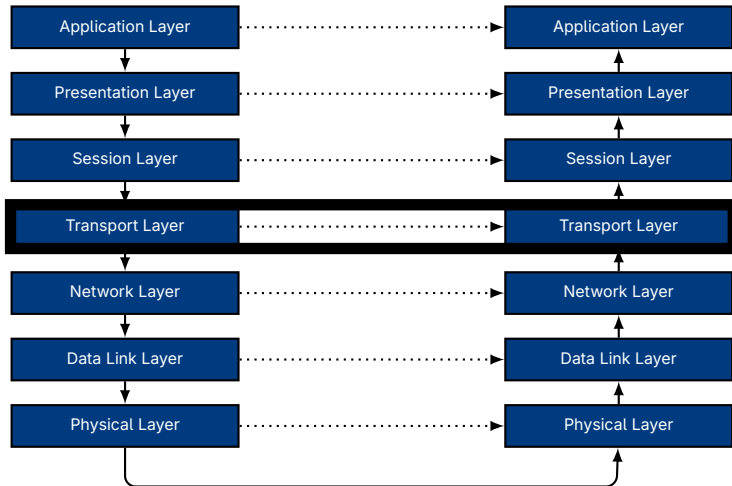 Application Layer
Application Layer
Presentation Layer
Presentation Layer
Session Layer
Session Layer
Transport Layer
Transport Layer
Network Layer
Network Layer
Data Link Layer
Data Link Layer
Physical Layer
Physical Layer